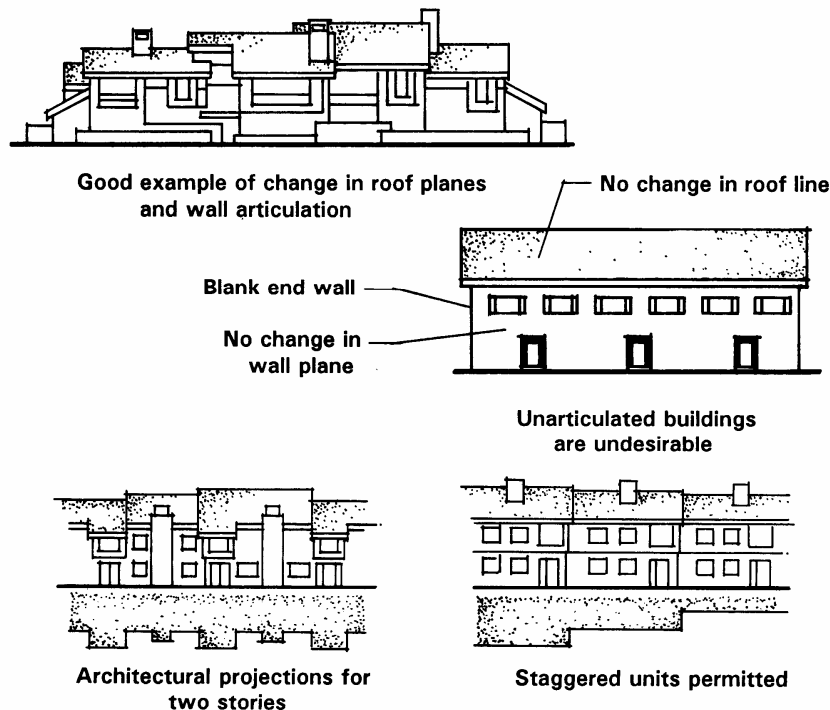 Good example of change in roof planes
and wall articulation
No change in roof line
Blank end wall
No change in
wall plane
Unarticulated buildings
are undesirable
Architectural projections for
two stories
Staggered units permitted